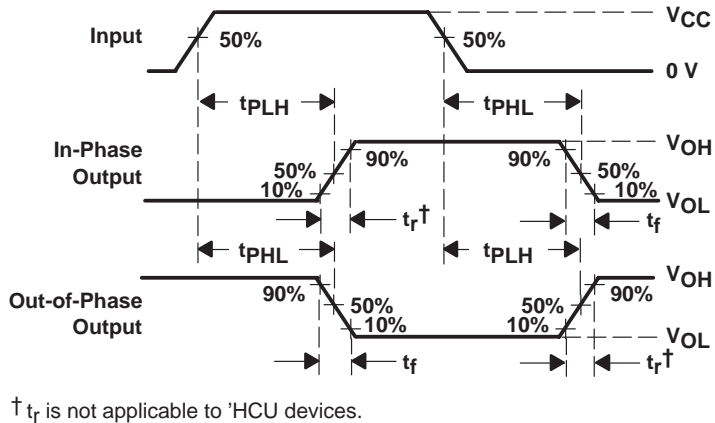 VCC
Input
50%
50%
0 V
tPLH
tPHL
In-Phase
Output
VOH
90%
90%
50%
50%
10%
10%
VOL
tr†
tf
tPHL
tPLH
Out-of-Phase
Output
VOH
90%
90%
50%
50%
10%
10%
VOL
tf
tr†
† tr is not applicable to ’HCU devices.